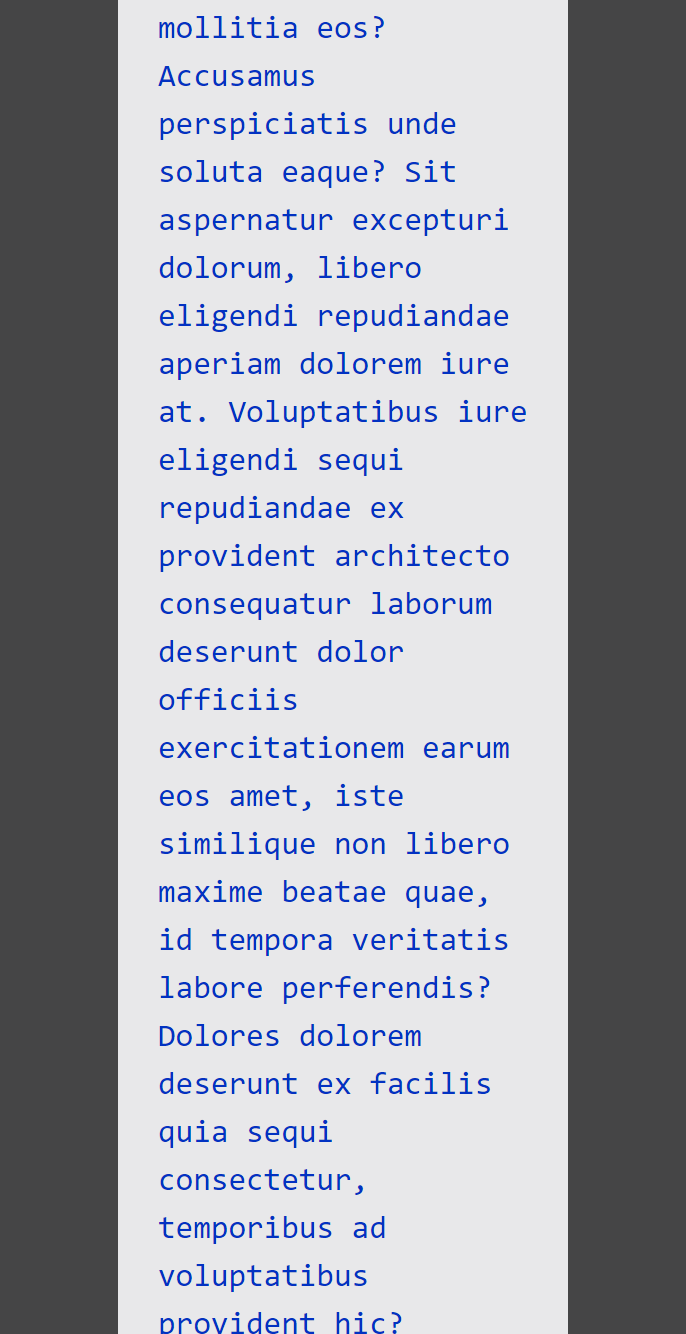 mollitia eos?
Accusamus
perspiciatis unde
soluta eaque? Sit
aspernatur excepturi
dolorum, libero
eligendi repudiandae
aperiam dolorem iure
at. Voluptatibus iure
eligendi sequi
repudiandae ex
provident architecto
consequatur laborum
deserunt dolor
officiis
exercitationem earum
eos amet, iste
similique non libero
maxime beatae quae,
id tempora veritatis
labore perferendis?
Dolores dolorem
deserunt ex facilis
quia sequi
consectetur,
temporibus ad
voluptatibus
provident hic?